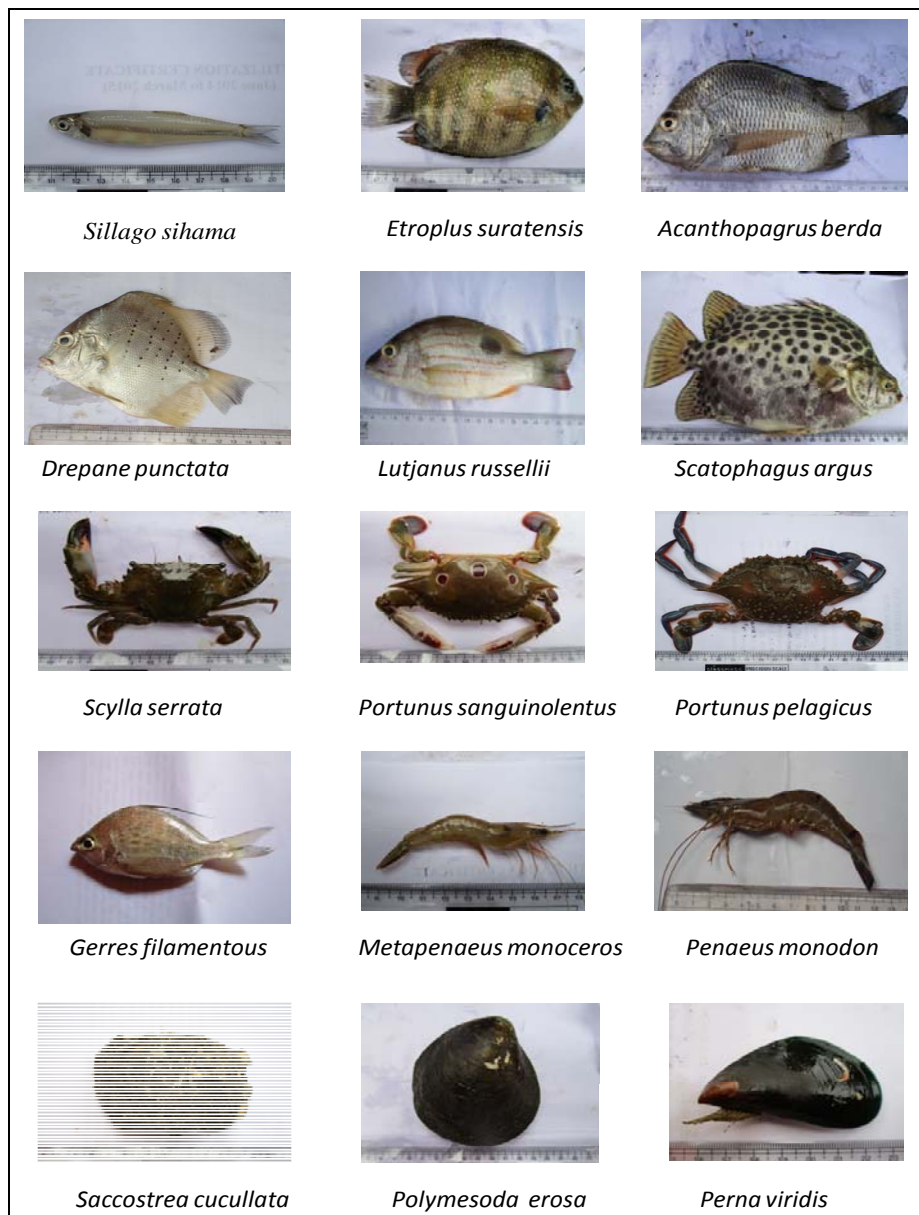 Sillago sihama
Etroplus suratensis
Acanthopagrus berda
Drepane punctata
Lutjanus russellii
Scatophagus argus
Scylla serrata
Portunus sanguinolentus
Portunus pelagicus
Gerres filamentous
Metapenaeus monoceros
Penaeus monodon
Saccostrea cucullata
Polymesoda erosa
Perna viridis